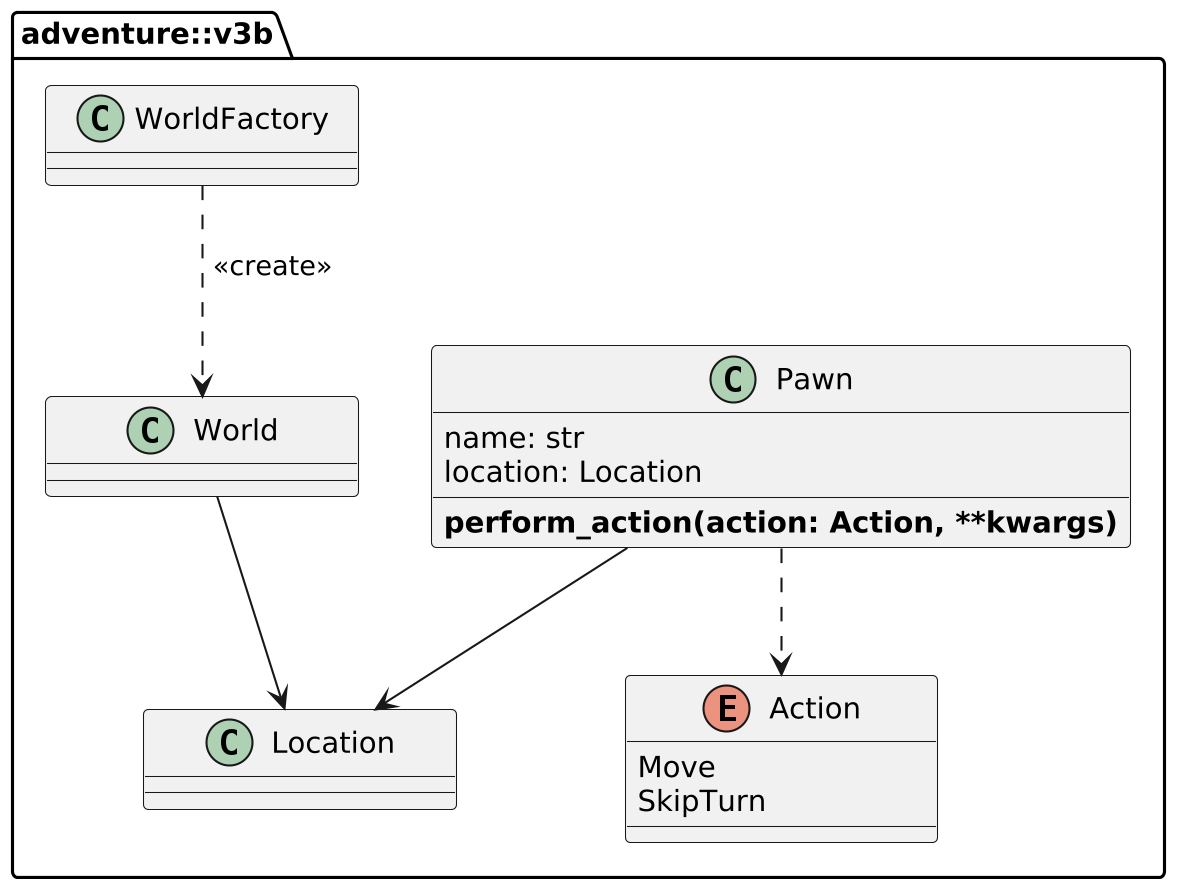 adventure::v3b
C WorldFactory
«create»
C World
C Pawn
name: str
location: Location
perform_action(action: Action, **kwargs)
C Location
E Action
Move
SkipTurn